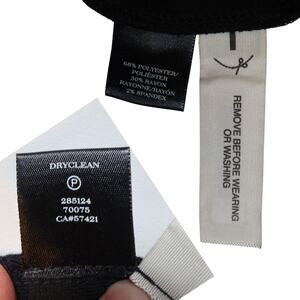 68% POLYESTER/
POLIÉSTER
30% RAYON
RAYONNE/RAYÓN
2% SPANDEX
REMOVE BEFORE WEARING
OR WASHING
DRYCLEAN
P
285124
70075
CA#57421